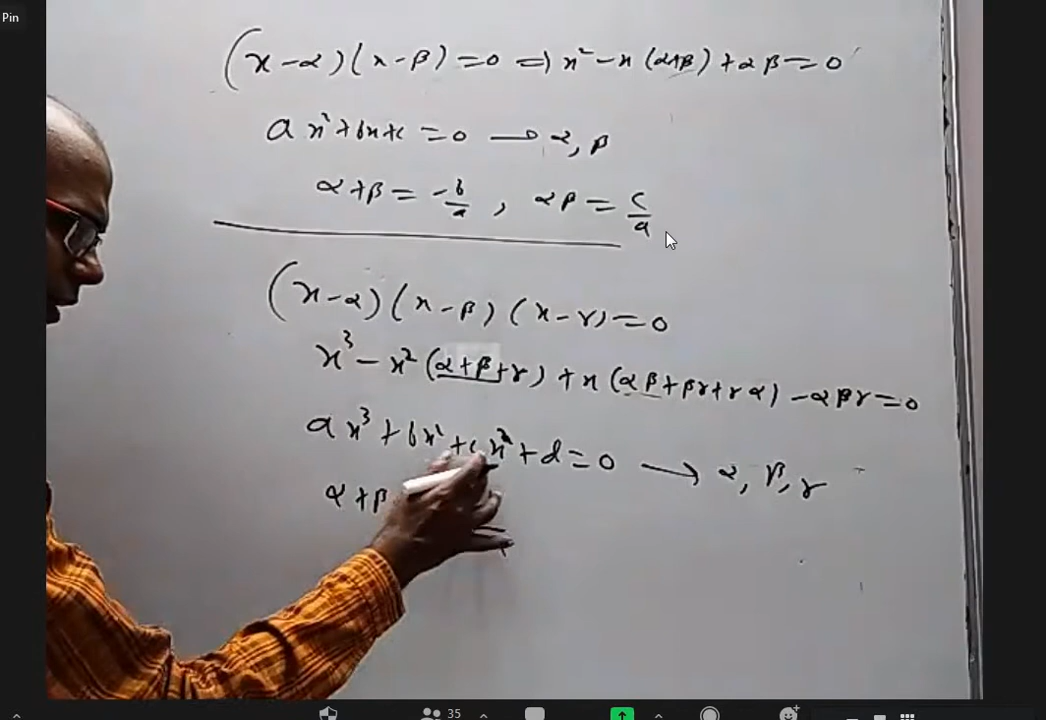 Pin
(x-α)(x-β)=0 ⇒ x²-x(α+β)+αβ=0
ax²+bx+c=0 → α, β
α+β=-b/a, αβ=c/a
(x-α)(x-β)(x-γ)=0
x³-x²(α+β+γ)+x(αβ+βγ+γα)-αβγ=0
ax³+bx²+cx+d=0 → α, β, γ
α+β
35